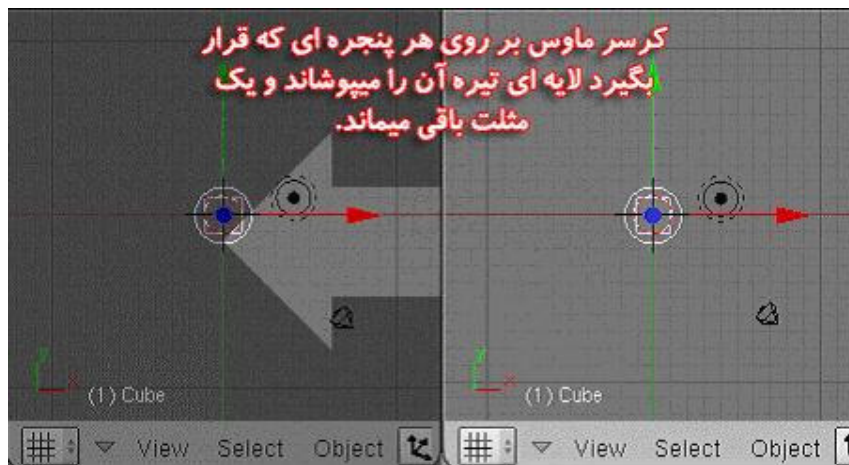 کرسر ماوس بر روی هر پنجره ای که قرار
بگیرد لایه ای تیره آن را میپوشاند و یک
مثلت باقی میماند.
y
x
(1) Cube
y
x
(1) Cube
View Select Object
View Select Object